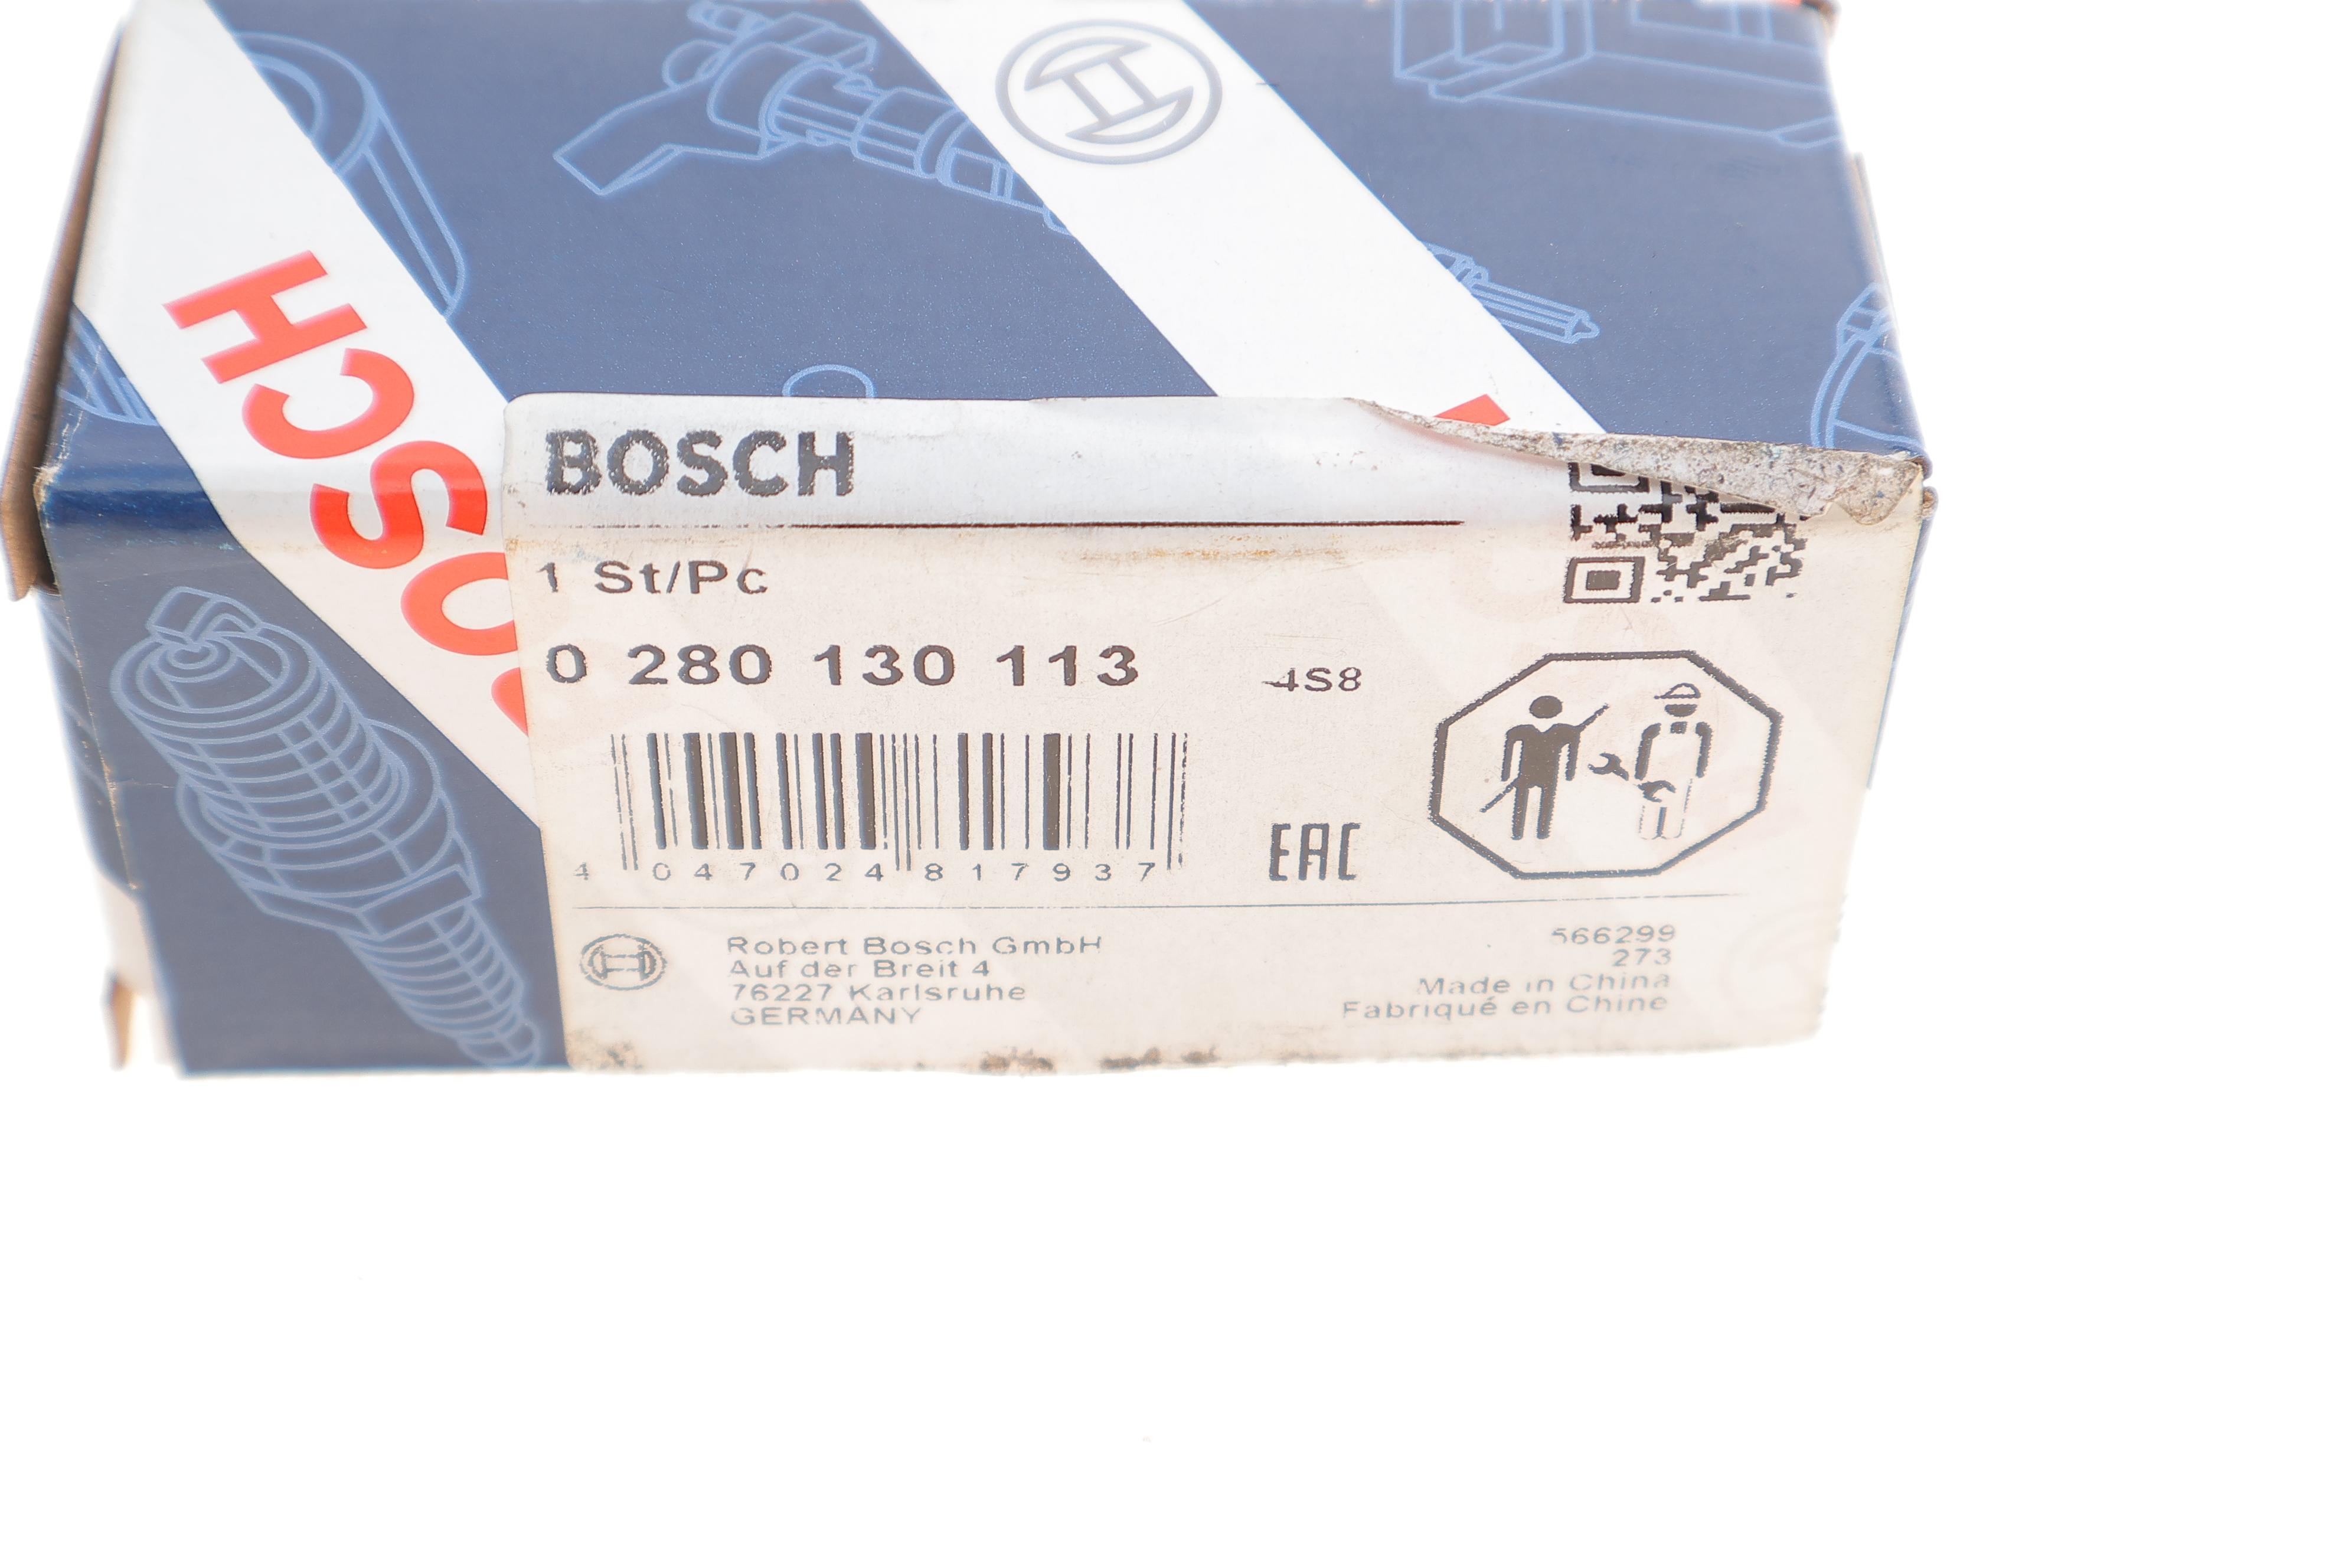 BOSCH
BOSCH
1 St/Pc
0 280 130 113
4S8
4 047024 817937
EAC
Robert Bosch GmbH
Auf der Breit 4
76227 Karlsruhe
GERMANY
566299
273
Made in China
Fabriqué en Chine